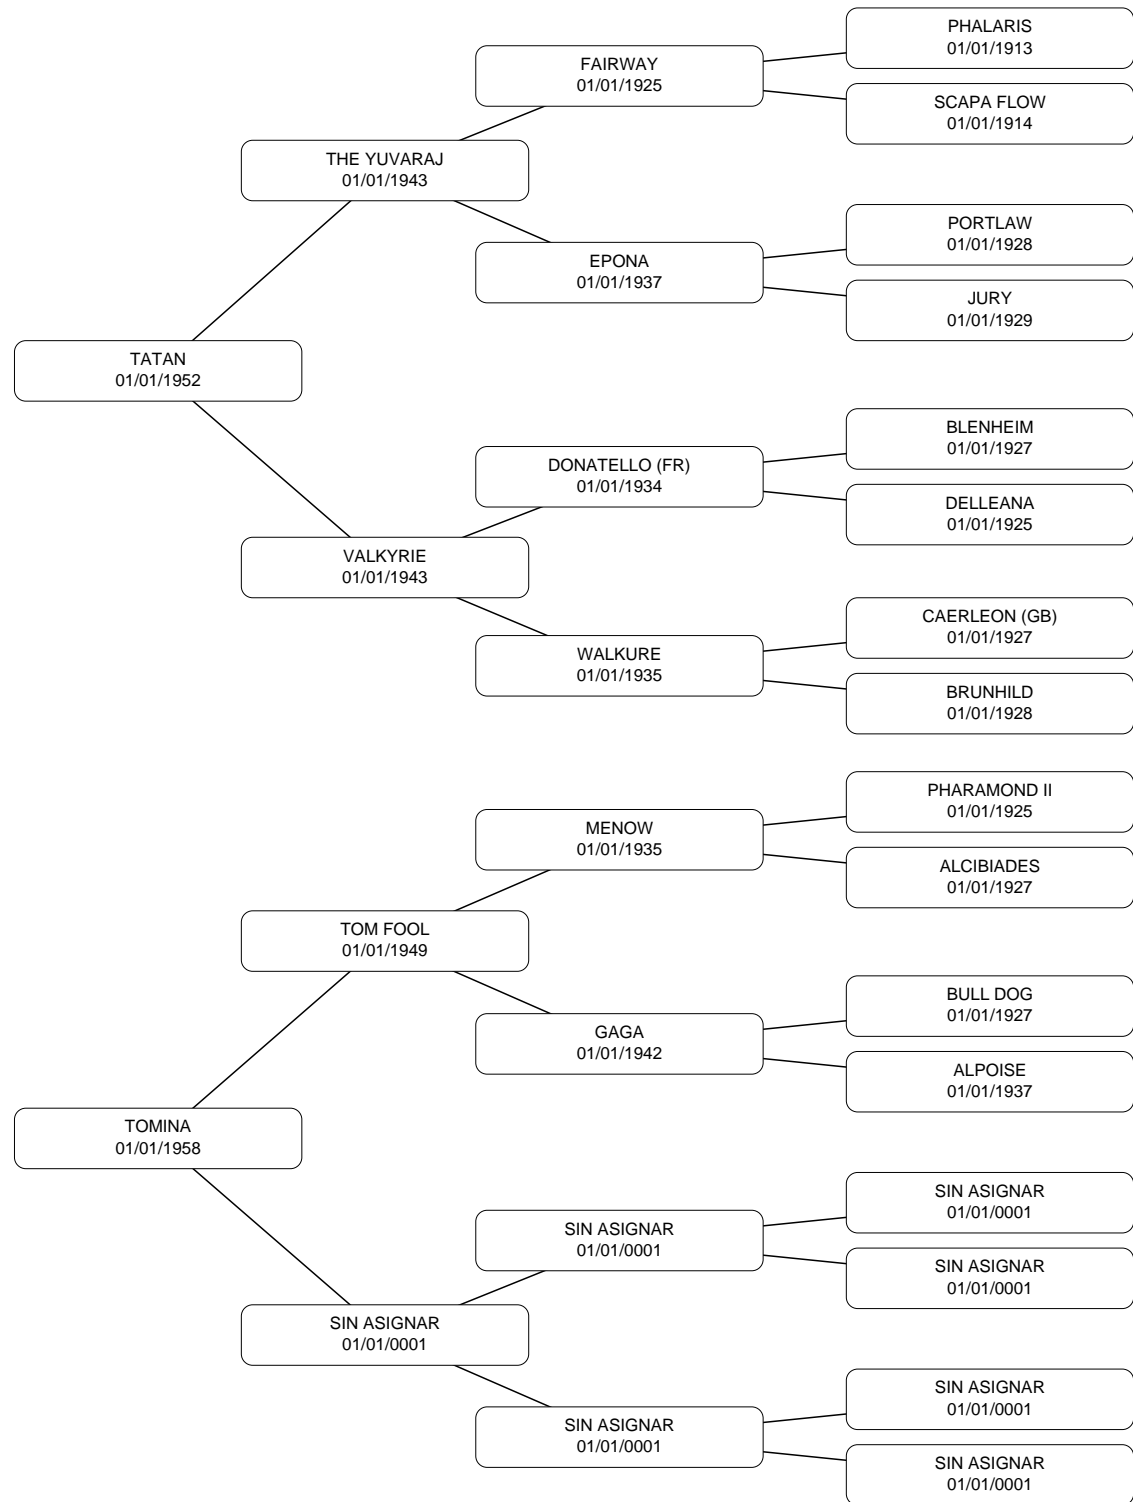 PHALARIS
01/01/1913
FAIRWAY
01/01/1925
SCAPA FLOW
01/01/1914
THE YUVARAJ
01/01/1943
PORTLAW
01/01/1928
EPONA
01/01/1937
JURY
01/01/1929
TATAN
01/01/1952
BLENHEIM
01/01/1927
DONATELLO (FR)
01/01/1934
DELLEANA
01/01/1925
VALKYRIE
01/01/1943
CAERLEON (GB)
01/01/1927
WALKURE
01/01/1935
BRUNHILD
01/01/1928
PHARAMOND II
01/01/1925
MENOW
01/01/1935
ALCIBIADES
01/01/1927
TOM FOOL
01/01/1949
BULL DOG
01/01/1927
GAGA
01/01/1942
ALPOISE
01/01/1937
TOMINA
01/01/1958
SIN ASIGNAR
01/01/0001
SIN ASIGNAR
01/01/0001
SIN ASIGNAR
01/01/0001
SIN ASIGNAR
01/01/0001
SIN ASIGNAR
01/01/0001
SIN ASIGNAR
01/01/0001
SIN ASIGNAR
01/01/0001